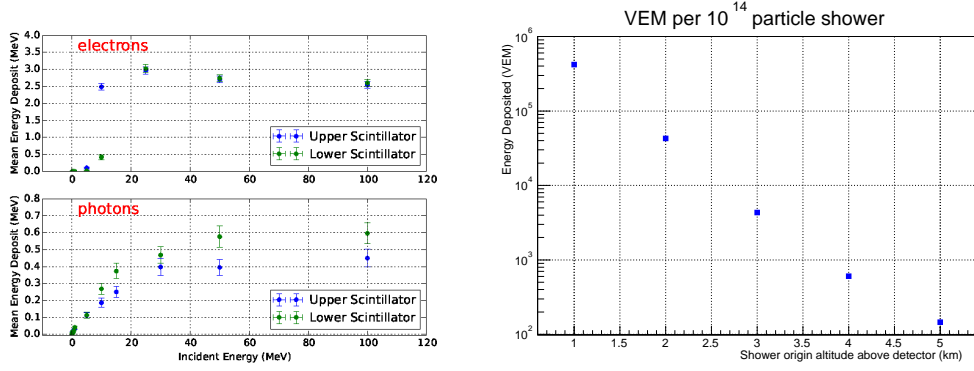 electrons
Mean Energy Deposit (MeV)
4.0
3.5
3.0
2.5
2.0
1.5
1.0
0.5
0.0
Upper Scintillator
Lower Scintillator
0 20 40 60 80 100 120
photons
Mean Energy Deposit (MeV)
0.8
0.7
0.6
0.5
0.4
0.3
0.2
0.1
0.0
Upper Scintillator
Lower Scintillator
0 20 40 60 80 100 120
Incident Energy (MeV)
VEM per 10^14 particle shower
Energy Deposited (VEM)
10^6
10^5
10^4
10^3
10^2
1 1.5 2 2.5 3 3.5 4 4.5 5
Shower origin altitude above detector (km)